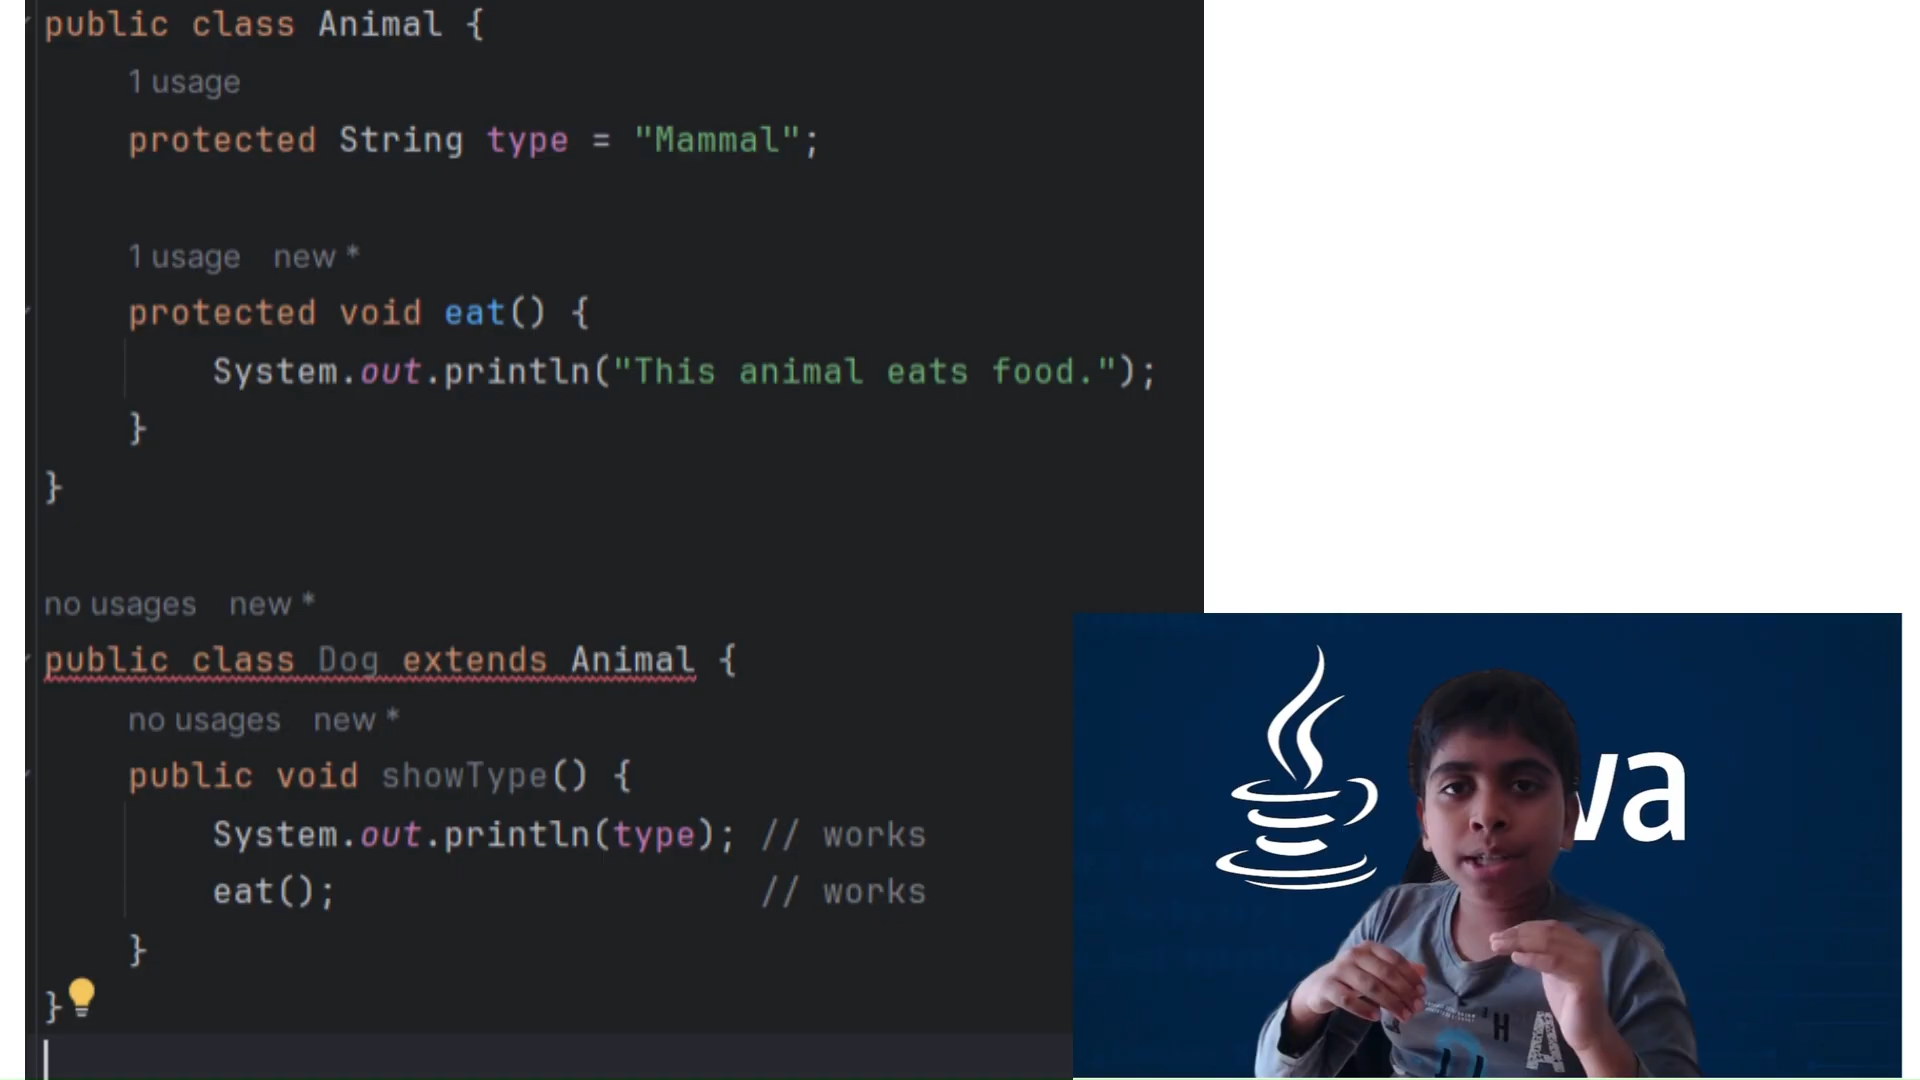 public class Animal {
1 usage
protected String type = "Mammal";
1 usage new *
protected void eat() {
System.out.println("This animal eats food.");
}
}
no usages new *
public class Dog extends Animal {
no usages new *
public void showType() {
System.out.println(type); // works
eat(); // works
}
}
va
H
A